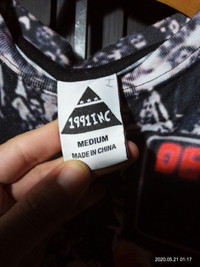 1991INC
MEDIUM
MADE IN CHINA
2020.05.21 01:17